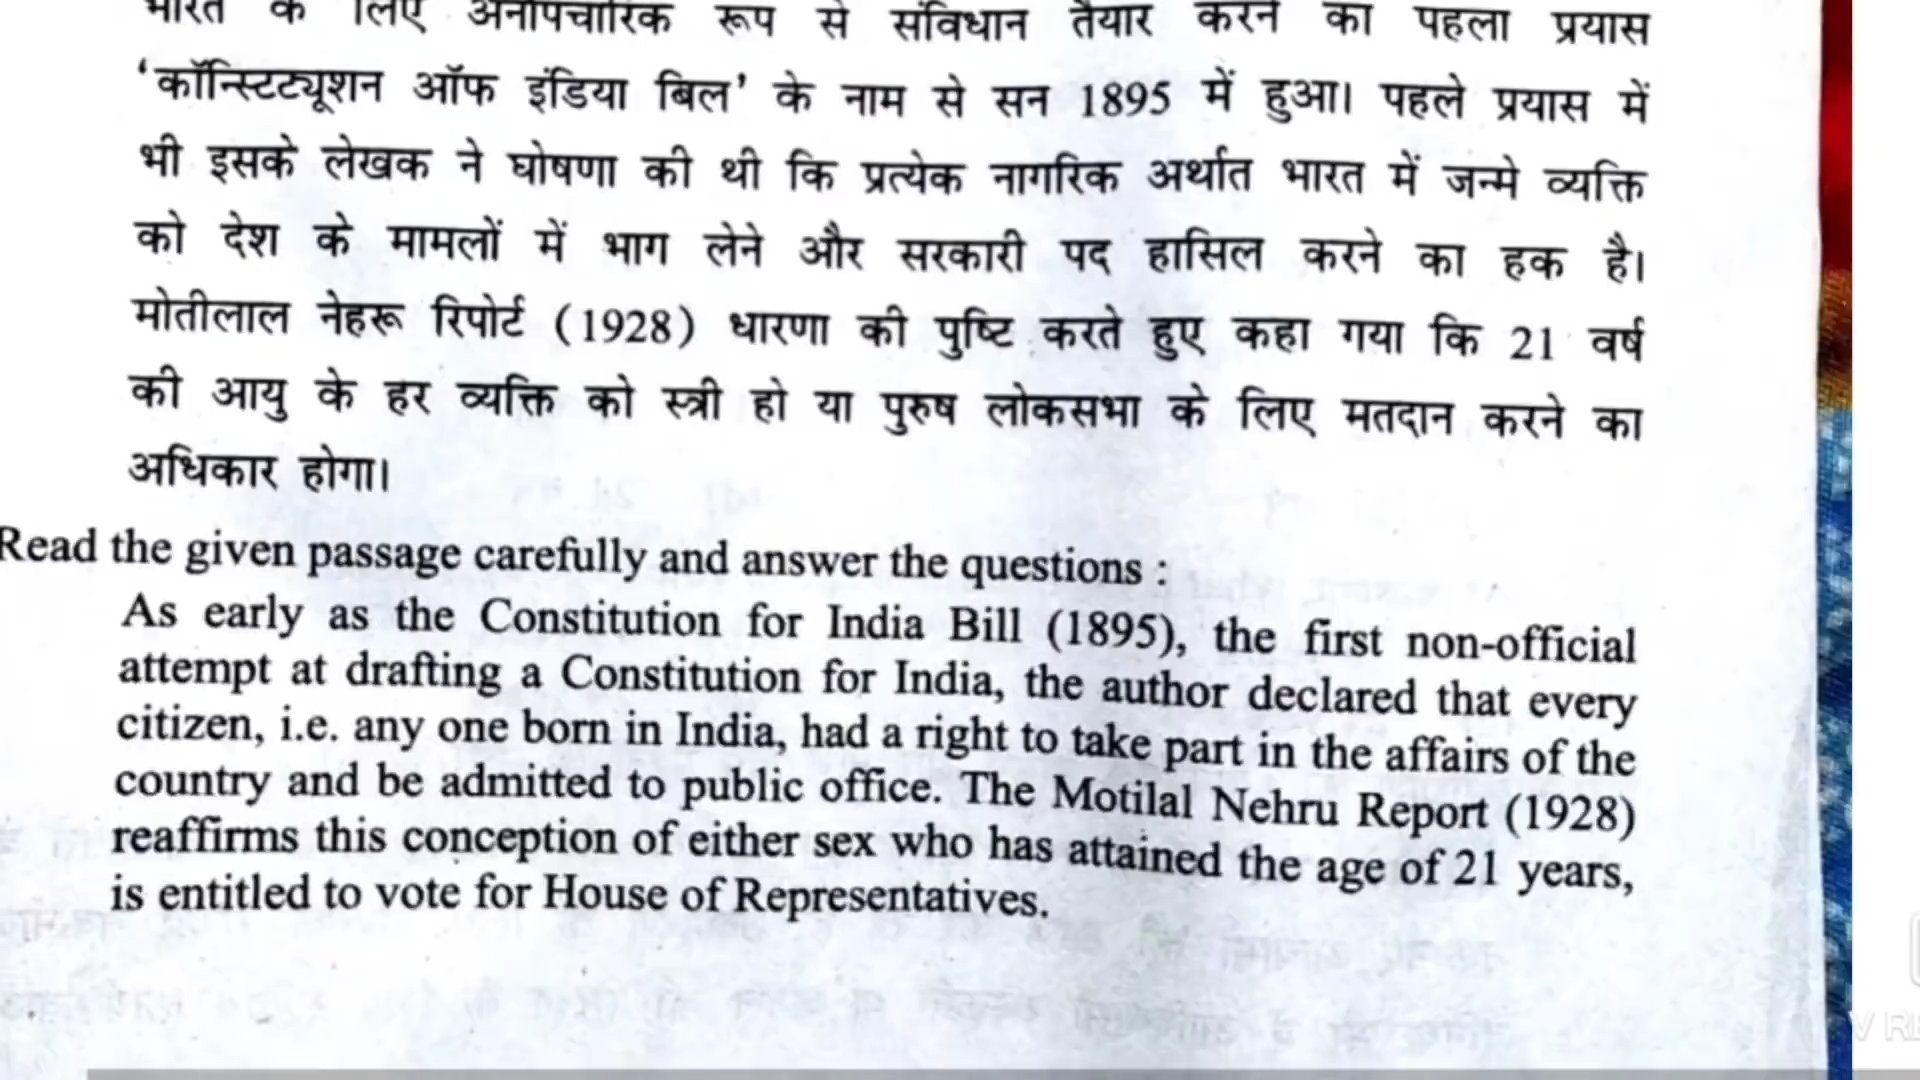 भारत के लिए अनौपचारिक रूप से संविधान तैयार करने का पहला प्रयास
‘कॉन्स्टिट्यूशन ऑफ इंडिया बिल’ के नाम से सन 1895 में हुआ। पहले प्रयास में
भी इसके लेखक ने घोषणा की थी कि प्रत्येक नागरिक अर्थात भारत में जन्मे व्यक्ति
को देश के मामलों में भाग लेने और सरकारी पद हासिल करने का हक है।
मोतीलाल नेहरू रिपोर्ट (1928) धारणा की पुष्टि करते हुए कहा गया कि 21 वर्ष
की आयु के हर व्यक्ति को स्त्री हो या पुरुष लोकसभा के लिए मतदान करने का
अधिकार होगा।
Read the given passage carefully and answer the questions :
As early as the Constitution for India Bill (1895), the first non-official
attempt at drafting a Constitution for India, the author declared that every
citizen, i.e. any one born in India, had a right to take part in the affairs of the
country and be admitted to public office. The Motilal Nehru Report (1928)
reaffirms this conception of either sex who has attained the age of 21 years,
is entitled to vote for House of Representatives.